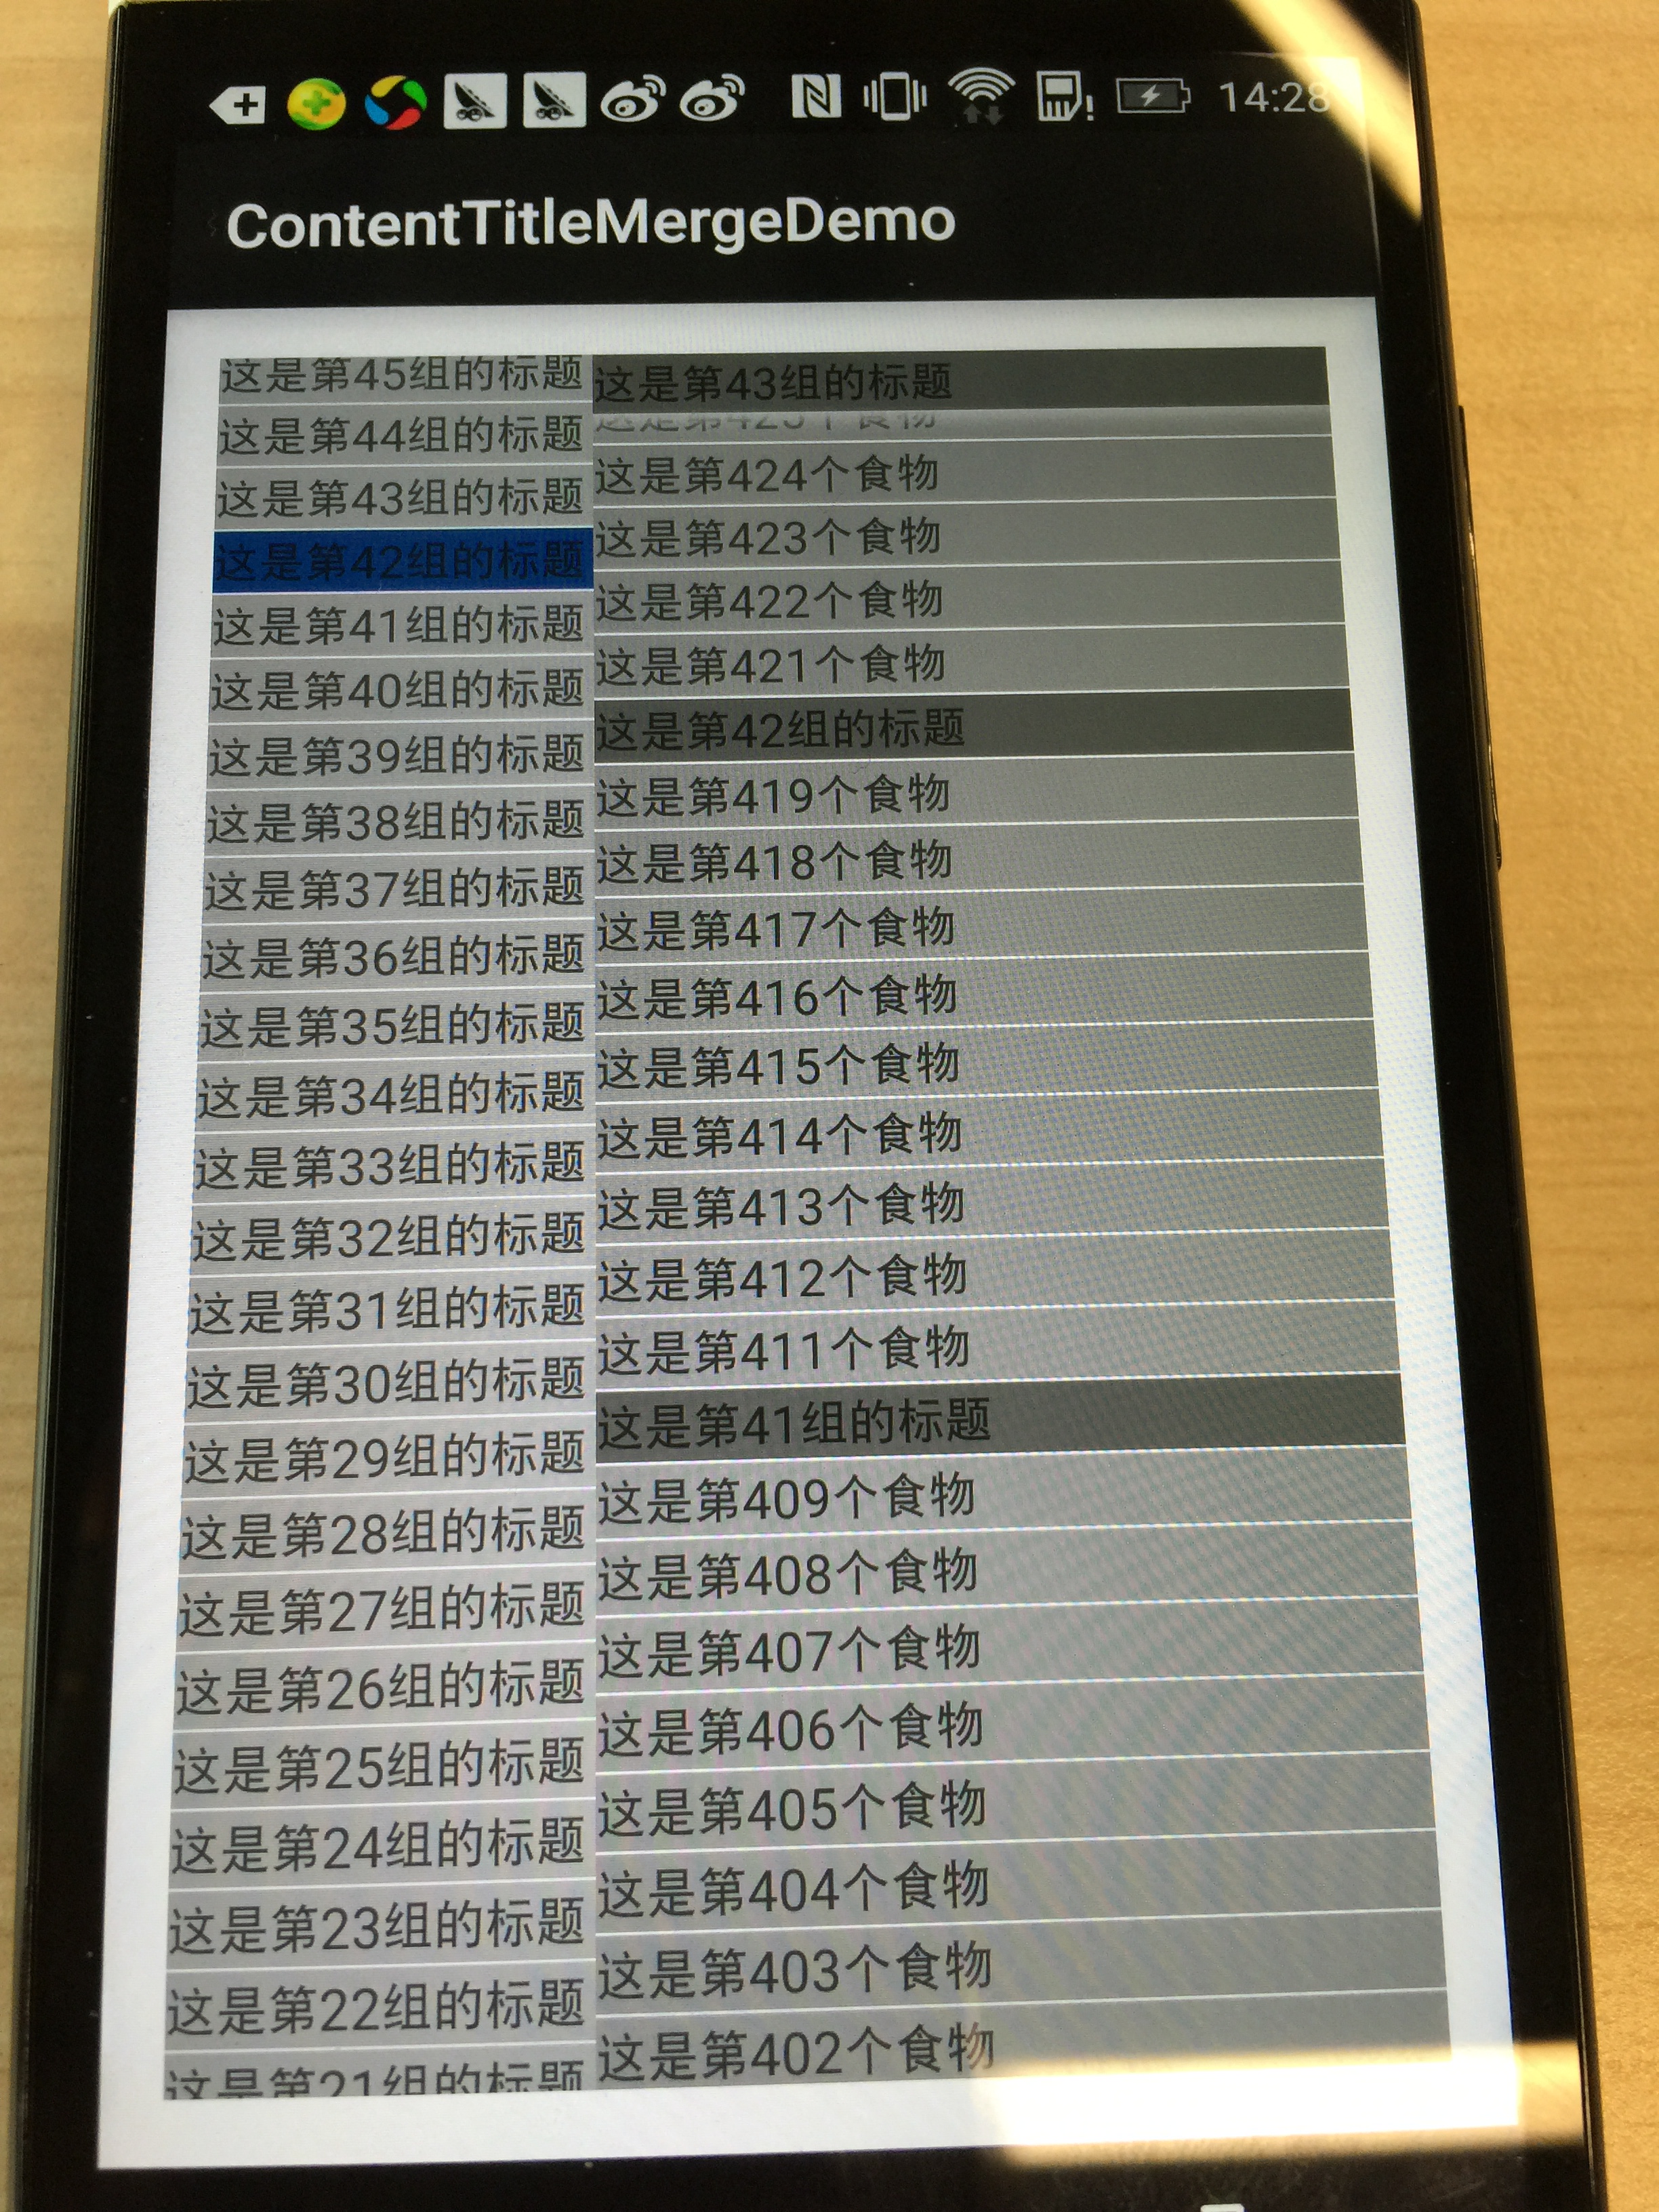 14:28
ContentTitleMergeDemo
这是第45组的标题
这是第44组的标题
这是第43组的标题
这是第42组的标题
这是第41组的标题
这是第40组的标题
这是第39组的标题
这是第38组的标题
这是第37组的标题
这是第36组的标题
这是第35组的标题
这是第34组的标题
这是第33组的标题
这是第32组的标题
这是第31组的标题
这是第30组的标题
这是第29组的标题
这是第28组的标题
这是第27组的标题
这是第26组的标题
这是第25组的标题
这是第24组的标题
这是第23组的标题
这是第22组的标题
这是第21组的标题
这是第43组的标题
这是第425个食物
这是第424个食物
这是第423个食物
这是第422个食物
这是第421个食物
这是第42组的标题
这是第419个食物
这是第418个食物
这是第417个食物
这是第416个食物
这是第415个食物
这是第414个食物
这是第413个食物
这是第412个食物
这是第411个食物
这是第41组的标题
这是第409个食物
这是第408个食物
这是第407个食物
这是第406个食物
这是第405个食物
这是第404个食物
这是第403个食物
这是第402个食物